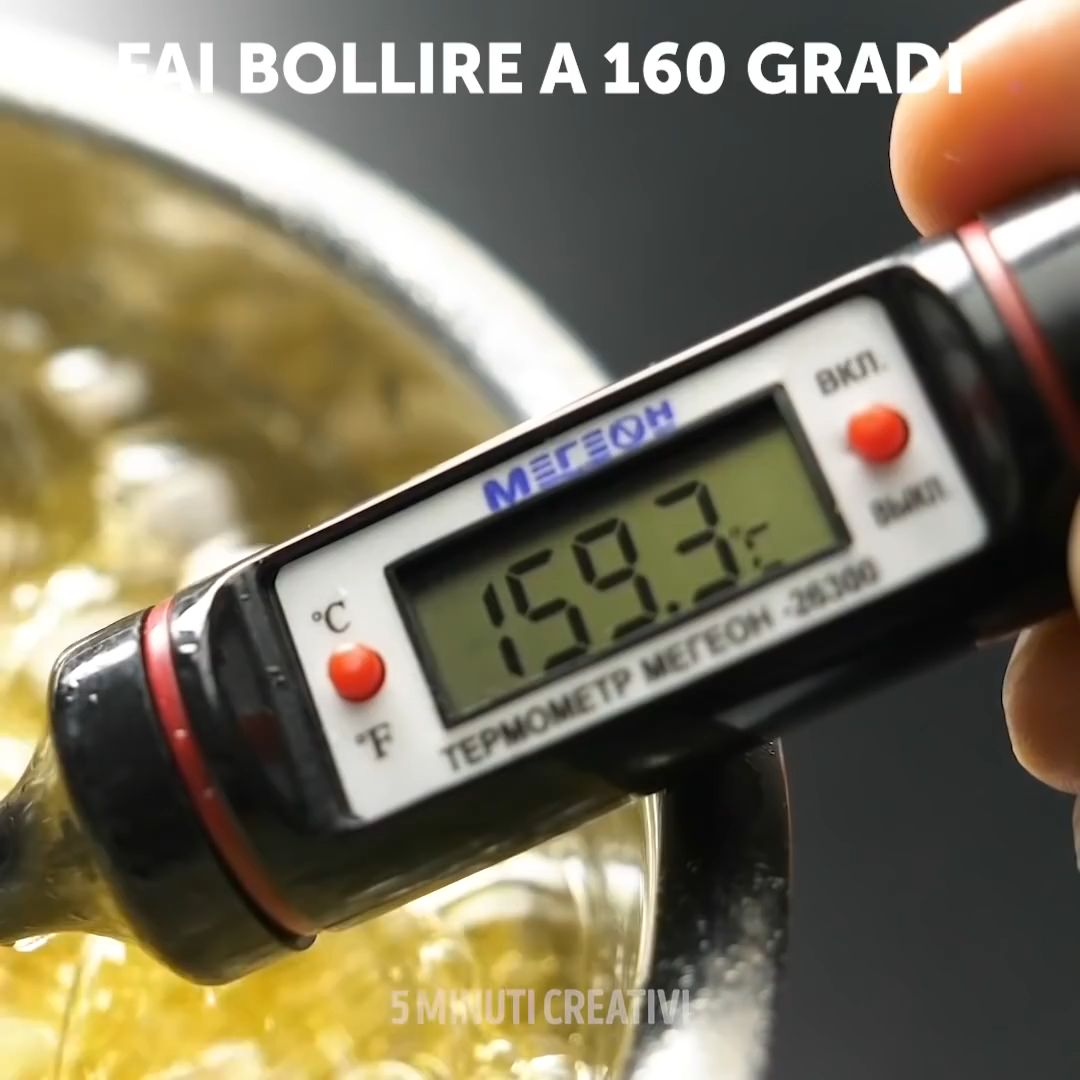 FAI BOLLIRE A 160 GRADI
ВКЛ.
МЕГЕОН
159.3°C
ВЫКЛ.
°C
ТЕРМОМЕТР МЕГЕОН -26300
°F
5 MINUTI CREATIVI